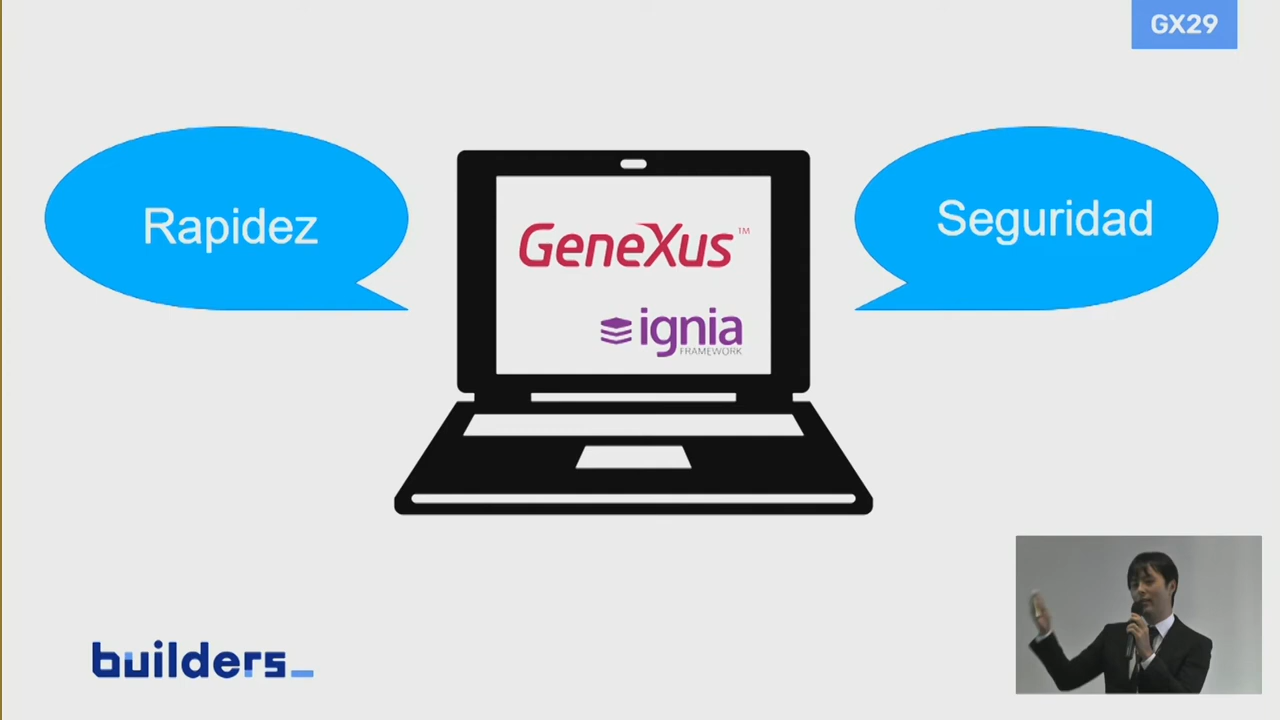 GX29
Rapidez
Seguridad
GeneXus™
ignia
FRAMEWORK
builders_